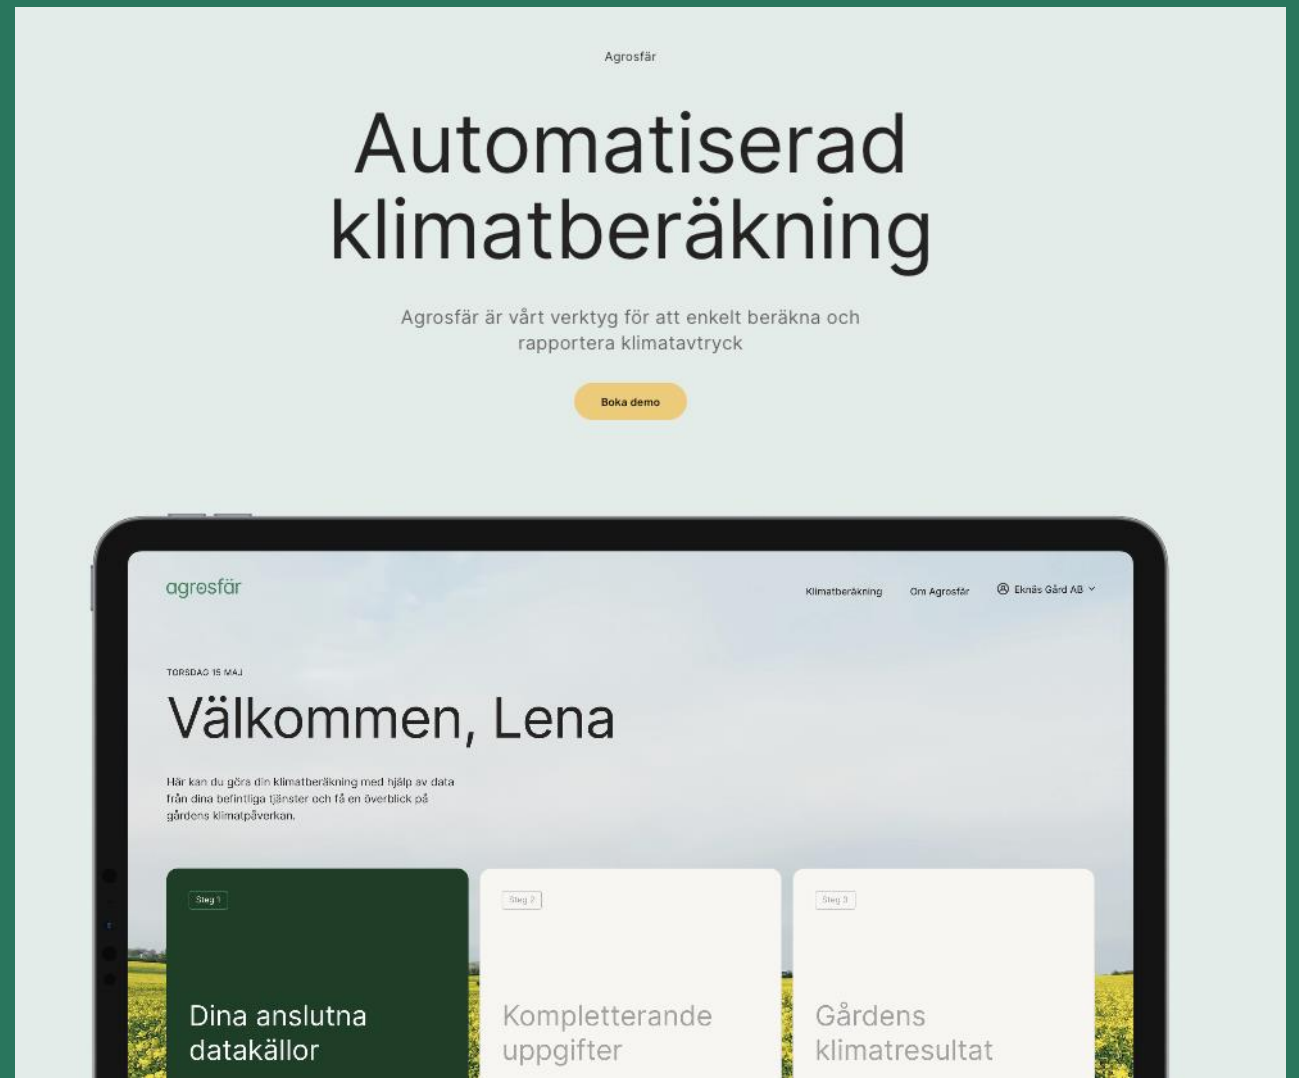 Agrosfär
Automatiserad
klimatberäkning
Agrosfär är vårt verktyg för att enkelt beräkna och
rapportera klimatavtryck
Boka demo
agrosfär
Klimatberäkning
Om Agrosfär
Eknäs Gård AB
TORSDAG 15 MAJ
Välkommen, Lena
Här kan du göra din klimatberäkning med hjälp av data
från dina befintliga tjänster och få en överblick på
gårdens klimatpåverkan.
Steg 1
Dina anslutna
datakällor
Steg 2
Kompletterande
uppgifter
Steg 3
Gårdens
klimatresultat